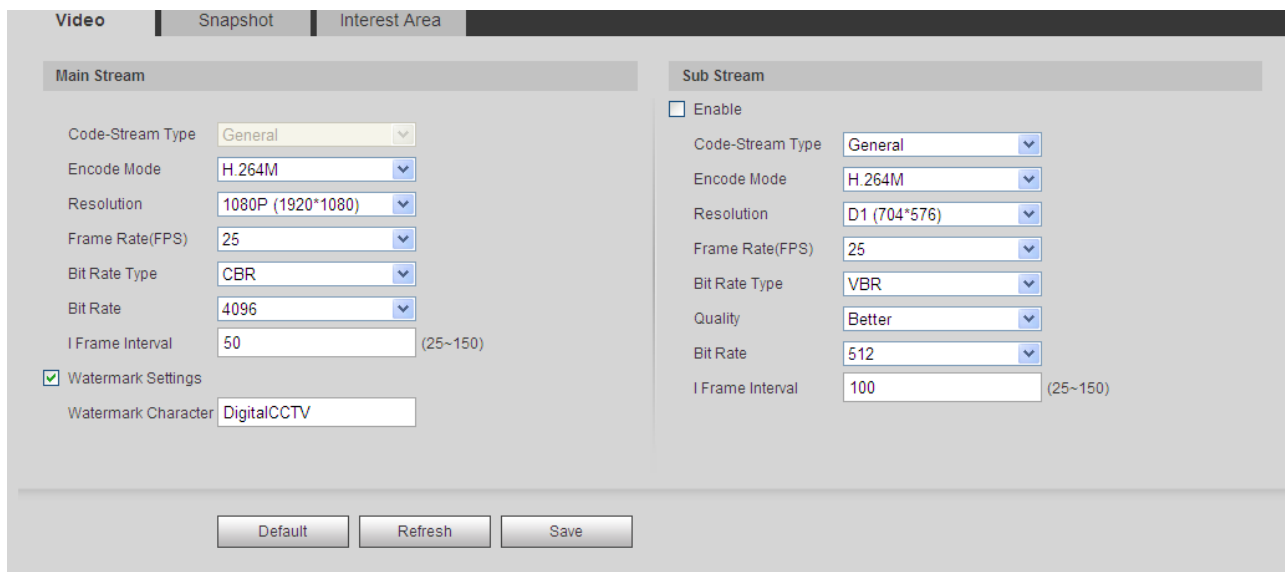 Video Snapshot Interest Area
Main Stream
Code-Stream Type General
Encode Mode H.264M
Resolution 1080P (1920*1080)
Frame Rate(FPS) 25
Bit Rate Type CBR
Bit Rate 4096
I Frame Interval 50 (25~150)
Watermark Settings
Watermark Character DigitalCCTV
Sub Stream
Enable
Code-Stream Type General
Encode Mode H.264M
Resolution D1 (704*576)
Frame Rate(FPS) 25
Bit Rate Type VBR
Quality Better
Bit Rate 512
I Frame Interval 100 (25~150)
Default Refresh Save